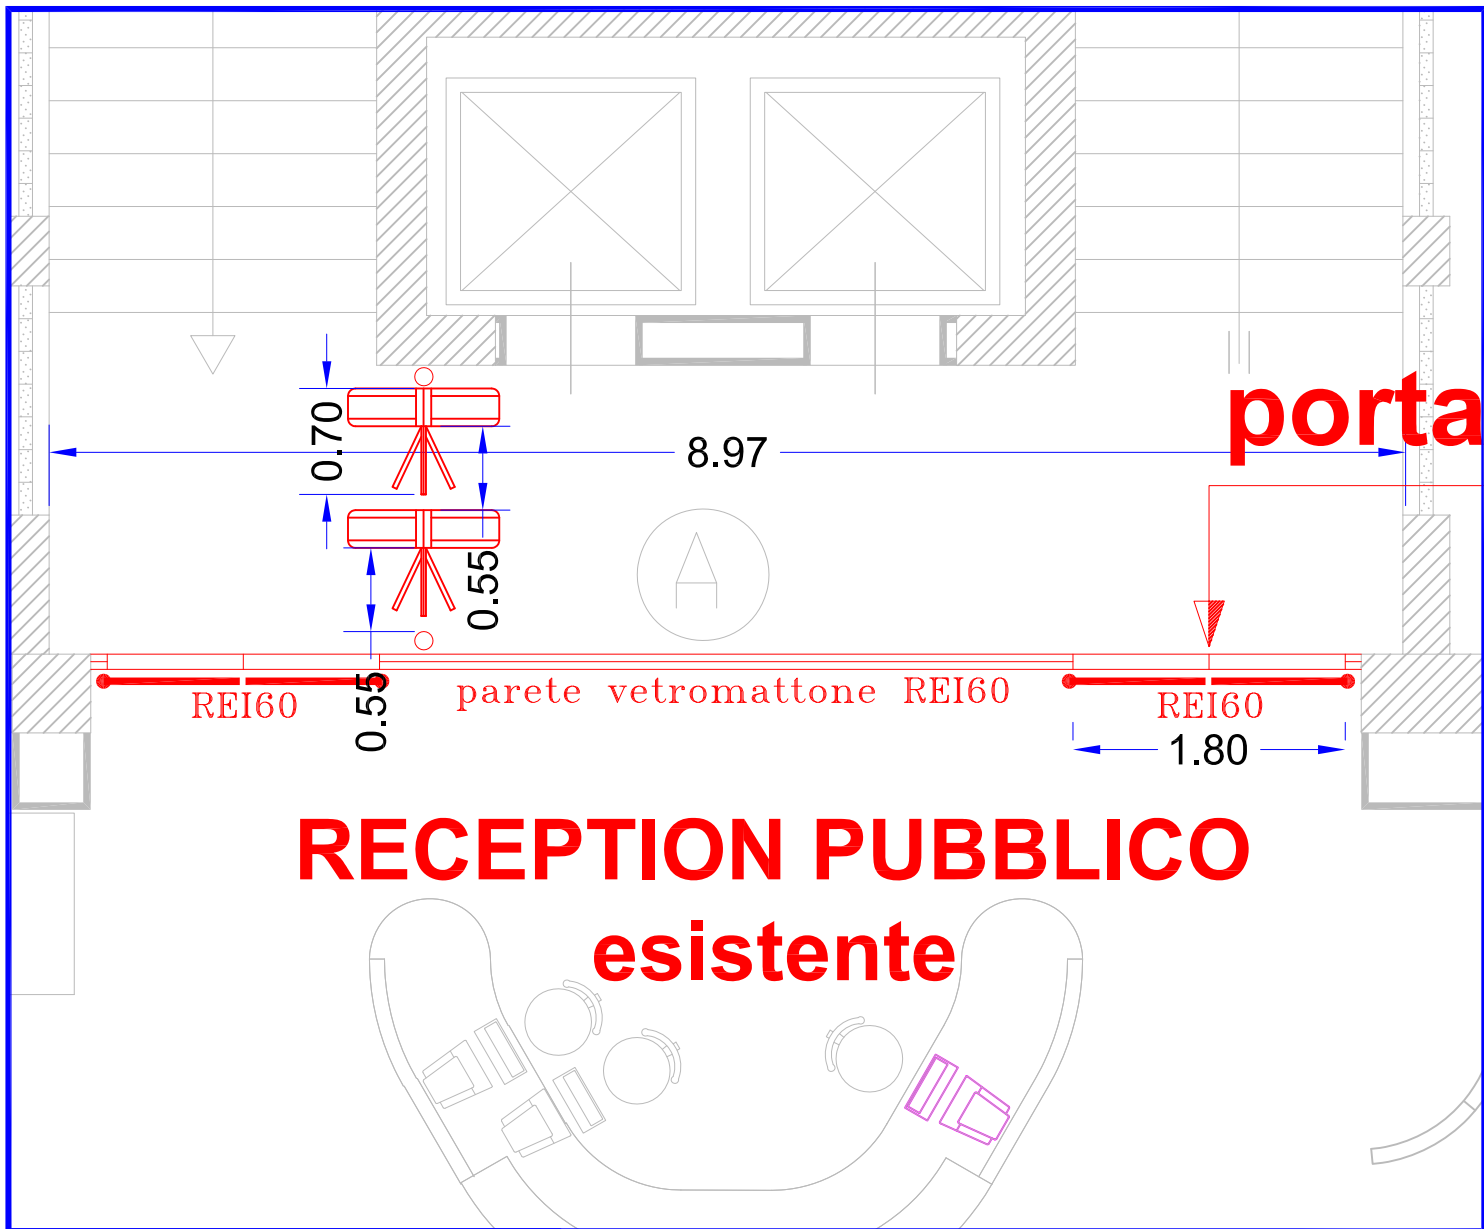 porta
0.70
8.97
0.55
A
0.55
REI60
parete vetromattone REI60
REI60
1.80
RECEPTION PUBBLICO
esistente